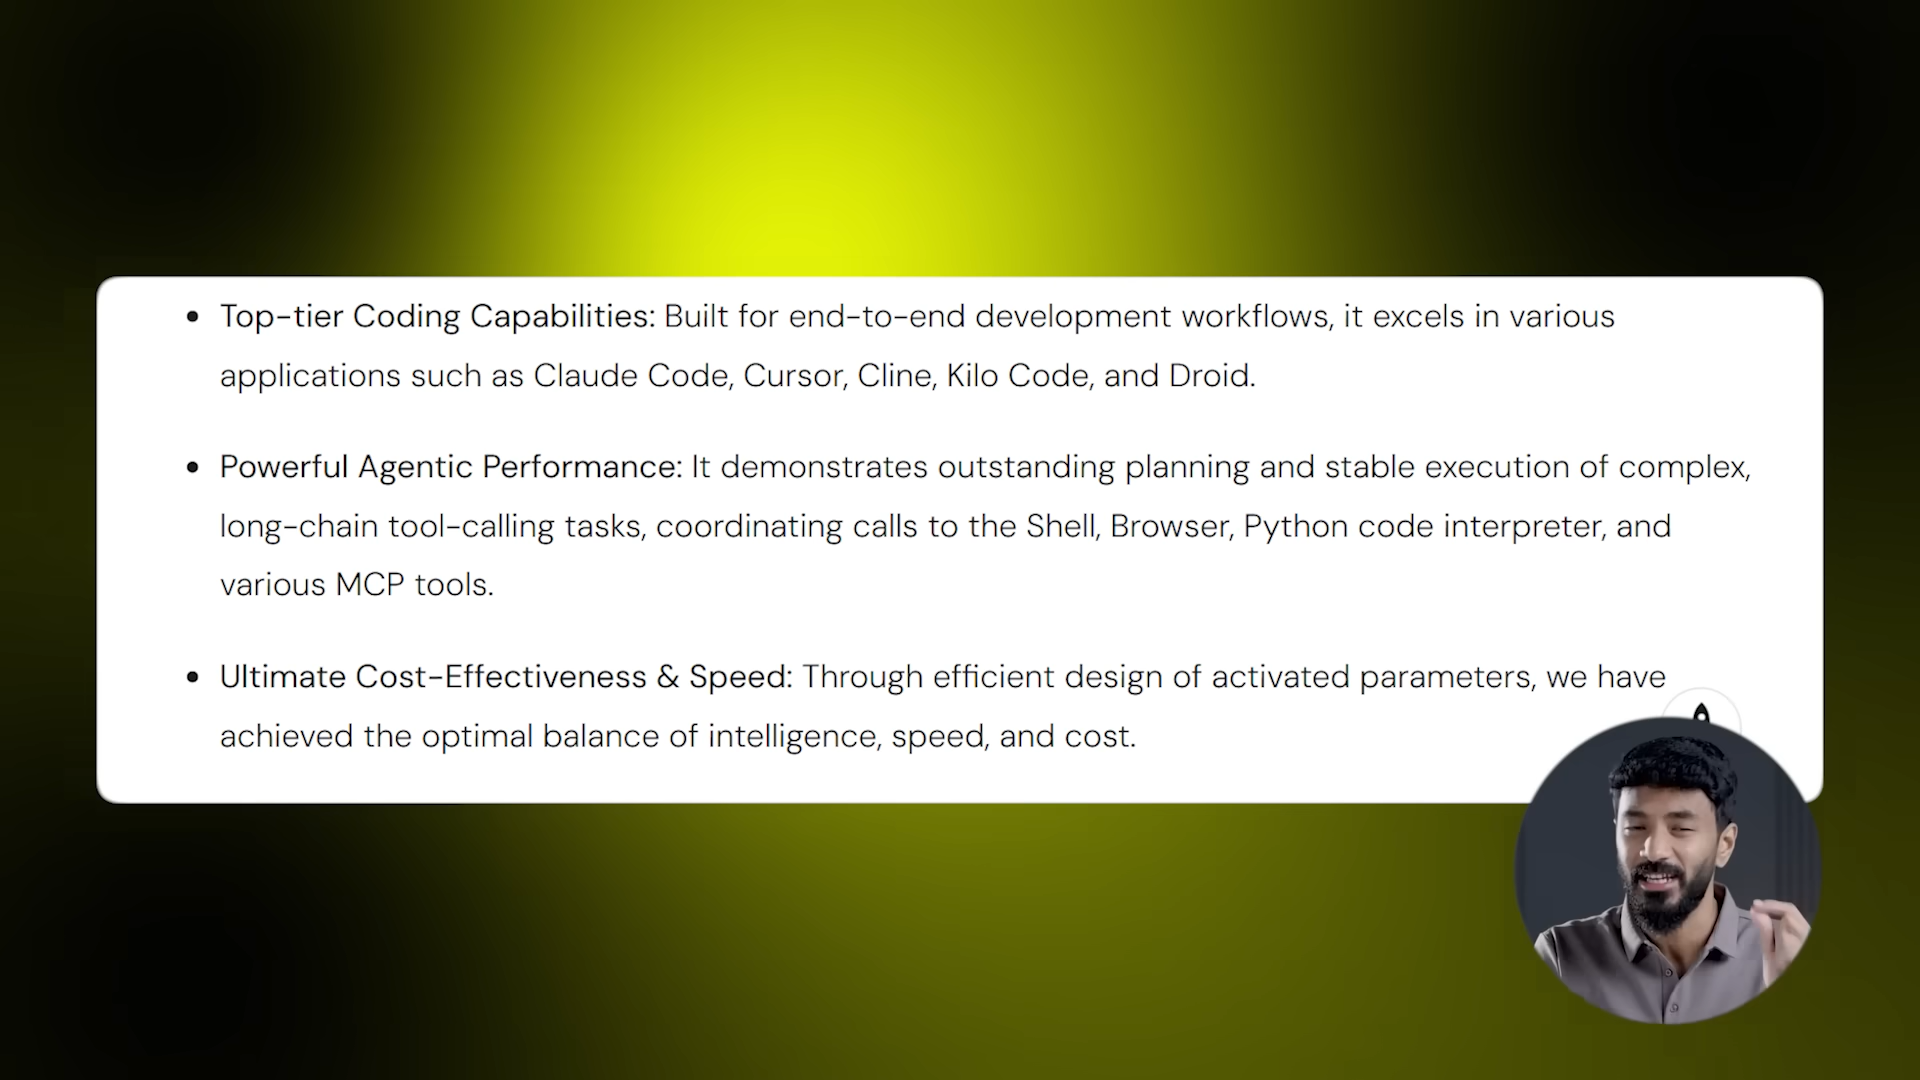 • Top-tier Coding Capabilities: Built for end-to-end development workflows, it excels in various
applications such as Claude Code, Cursor, Cline, Kilo Code, and Droid.
• Powerful Agentic Performance: It demonstrates outstanding planning and stable execution of complex,
long-chain tool-calling tasks, coordinating calls to the Shell, Browser, Python code interpreter, and
various MCP tools.
• Ultimate Cost-Effectiveness & Speed: Through efficient design of activated parameters, we have
achieved the optimal balance of intelligence, speed, and cost.